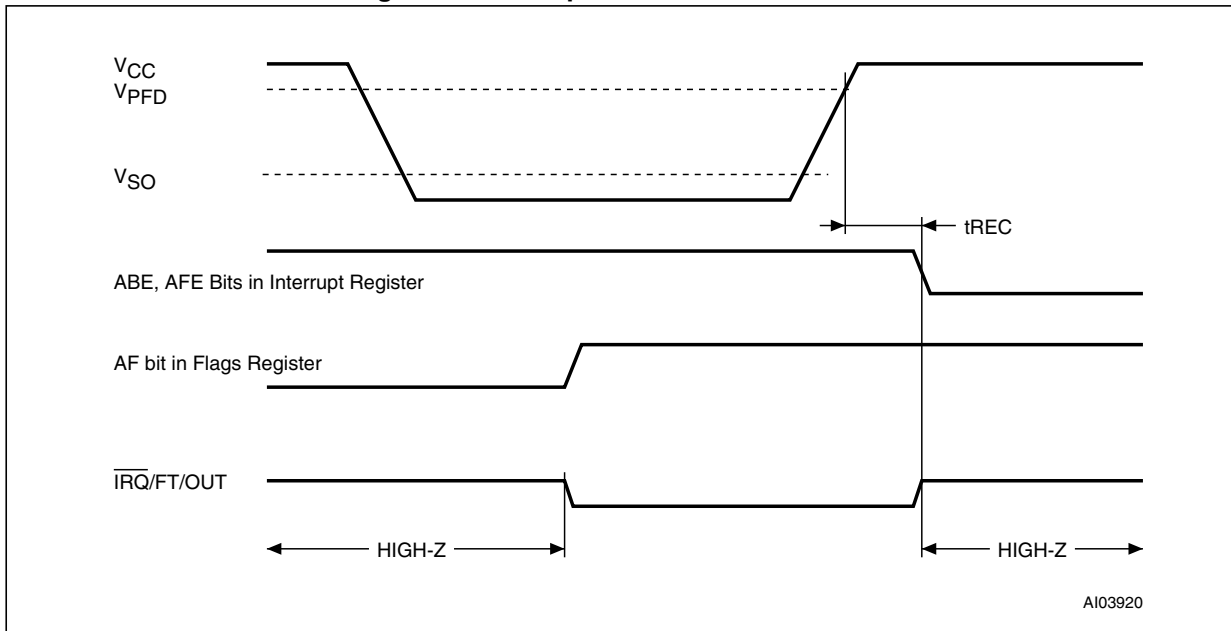 VCC
VPFD
VSO
tREC
ABE, AFE Bits in Interrupt Register
AF bit in Flags Register
IRQ/FT/OUT
HIGH-Z
HIGH-Z
AI03920